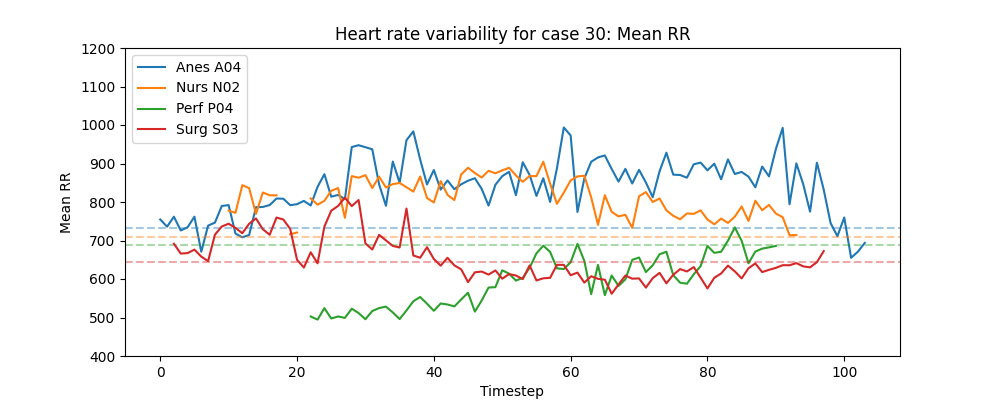 Heart rate variability for case 30: Mean RR
1200
1100
1000
900
800
700
600
500
400
Mean RR
Anes A04
Nurs N02
Perf P04
Surg S03
0 20 40 60 80 100
Timestep